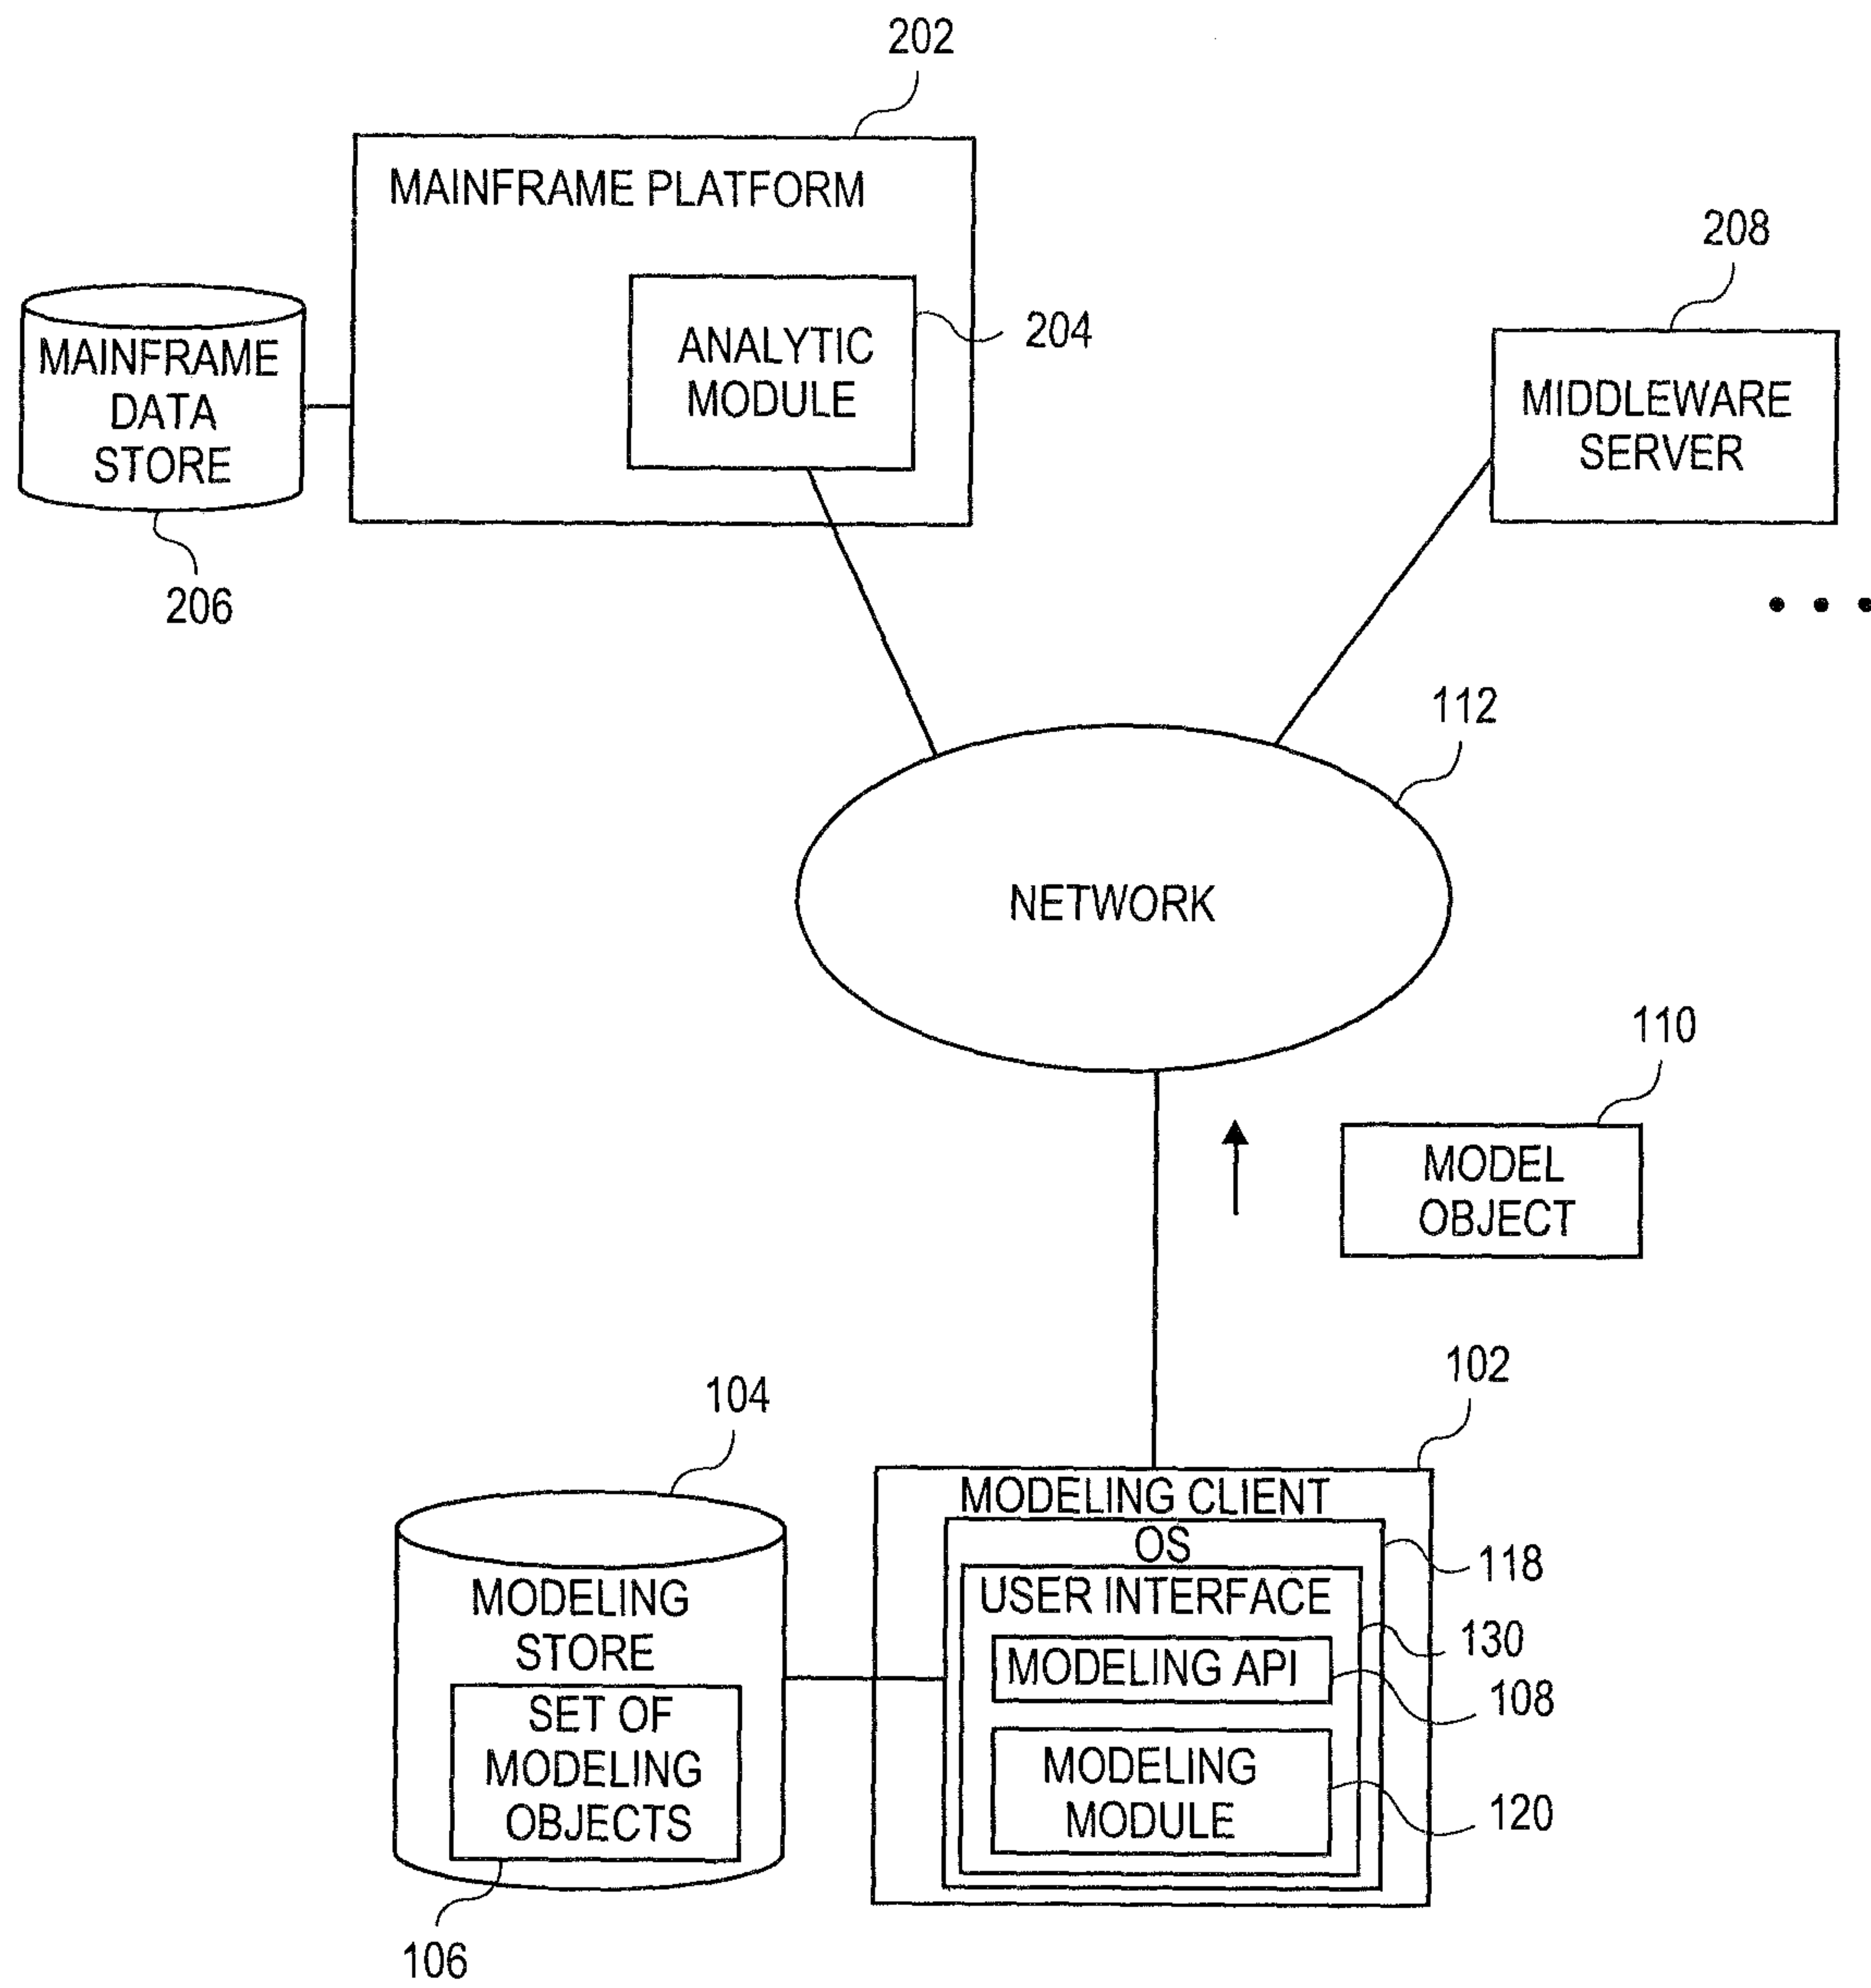 202
MAINFRAME PLATFORM
208
ANALYTIC
MODULE
204
MAINFRAME
DATA
STORE
MIDDLEWARE
SERVER
206
112
NETWORK
110
MODEL
OBJECT
102
104
MODELING CLIENT
OS
118
USER INTERFACE
130
MODELING API
108
MODELING
MODULE
120
MODELING
STORE
SET OF
MODELING
OBJECTS
106